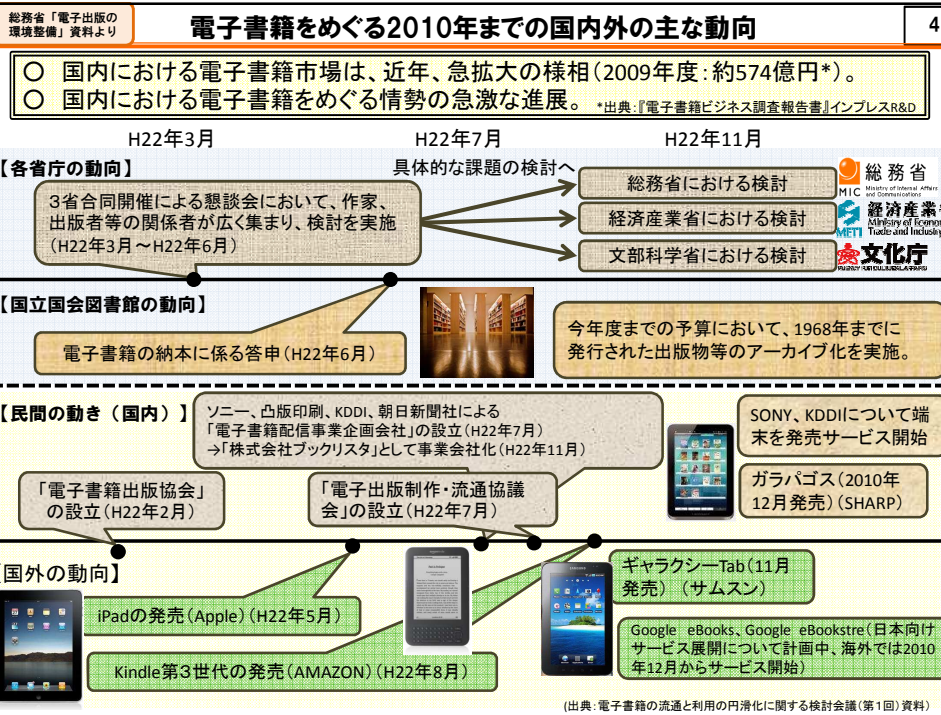 総務省「電子出版の
環境整備」資料より
電子書籍をめぐる2010年までの国内外の主な動向
4
○ 国内における電子書籍市場は、近年、急拡大の様相(2009年度:約574億円*)。
○ 国内における電子書籍をめぐる情勢の急激な進展。 *出典:『電子書籍ビジネス調査報告書』インプレスR&D
H22年3月 H22年7月 H22年11月
【各省庁の動向】
具体的な課題の検討へ
3省合同開催による懇談会において、作家、
出版者等の関係者が広く集まり、検討を実施
(H22年3月~H22年6月)
総務省における検討
経済産業省における検討
文部科学省における検討
総務省
MIC Ministry of Internal Affairs
and Communications
経済産業省
METI Ministry of Econom
Trade and Industry
文化庁
【国立国会図書館の動向】
電子書籍の納本に係る答申(H22年6月)
今年度までの予算において、1968年までに
発行された出版物等のアーカイブ化を実施。
【民間の動き(国内)】
ソニー、凸版印刷、KDDI、朝日新聞社による
「電子書籍配信事業企画会社」の設立(H22年7月)
→「株式会社ブックリスタ」として事業会社化(H22年11月)
「電子書籍出版協会」
の設立(H22年2月)
「電子出版制作・流通協議
会」の設立(H22年7月)
SONY、KDDIについて端
末を発売サービス開始
ガラパゴス(2010年
12月発売)(SHARP)
【国外の動向】
iPadの発売(Apple)(H22年5月)
Kindle第3世代の発売(AMAZON)(H22年8月)
SAMSUNG
ギャラクシーTab(11月
発売) (サムスン)
Google eBooks、Google eBookstre(日本向け
サービス展開について計画中、海外では2010
年12月からサービス開始)
(出典:電子書籍の流通と利用の円滑化に関する検討会議(第1回)資料)